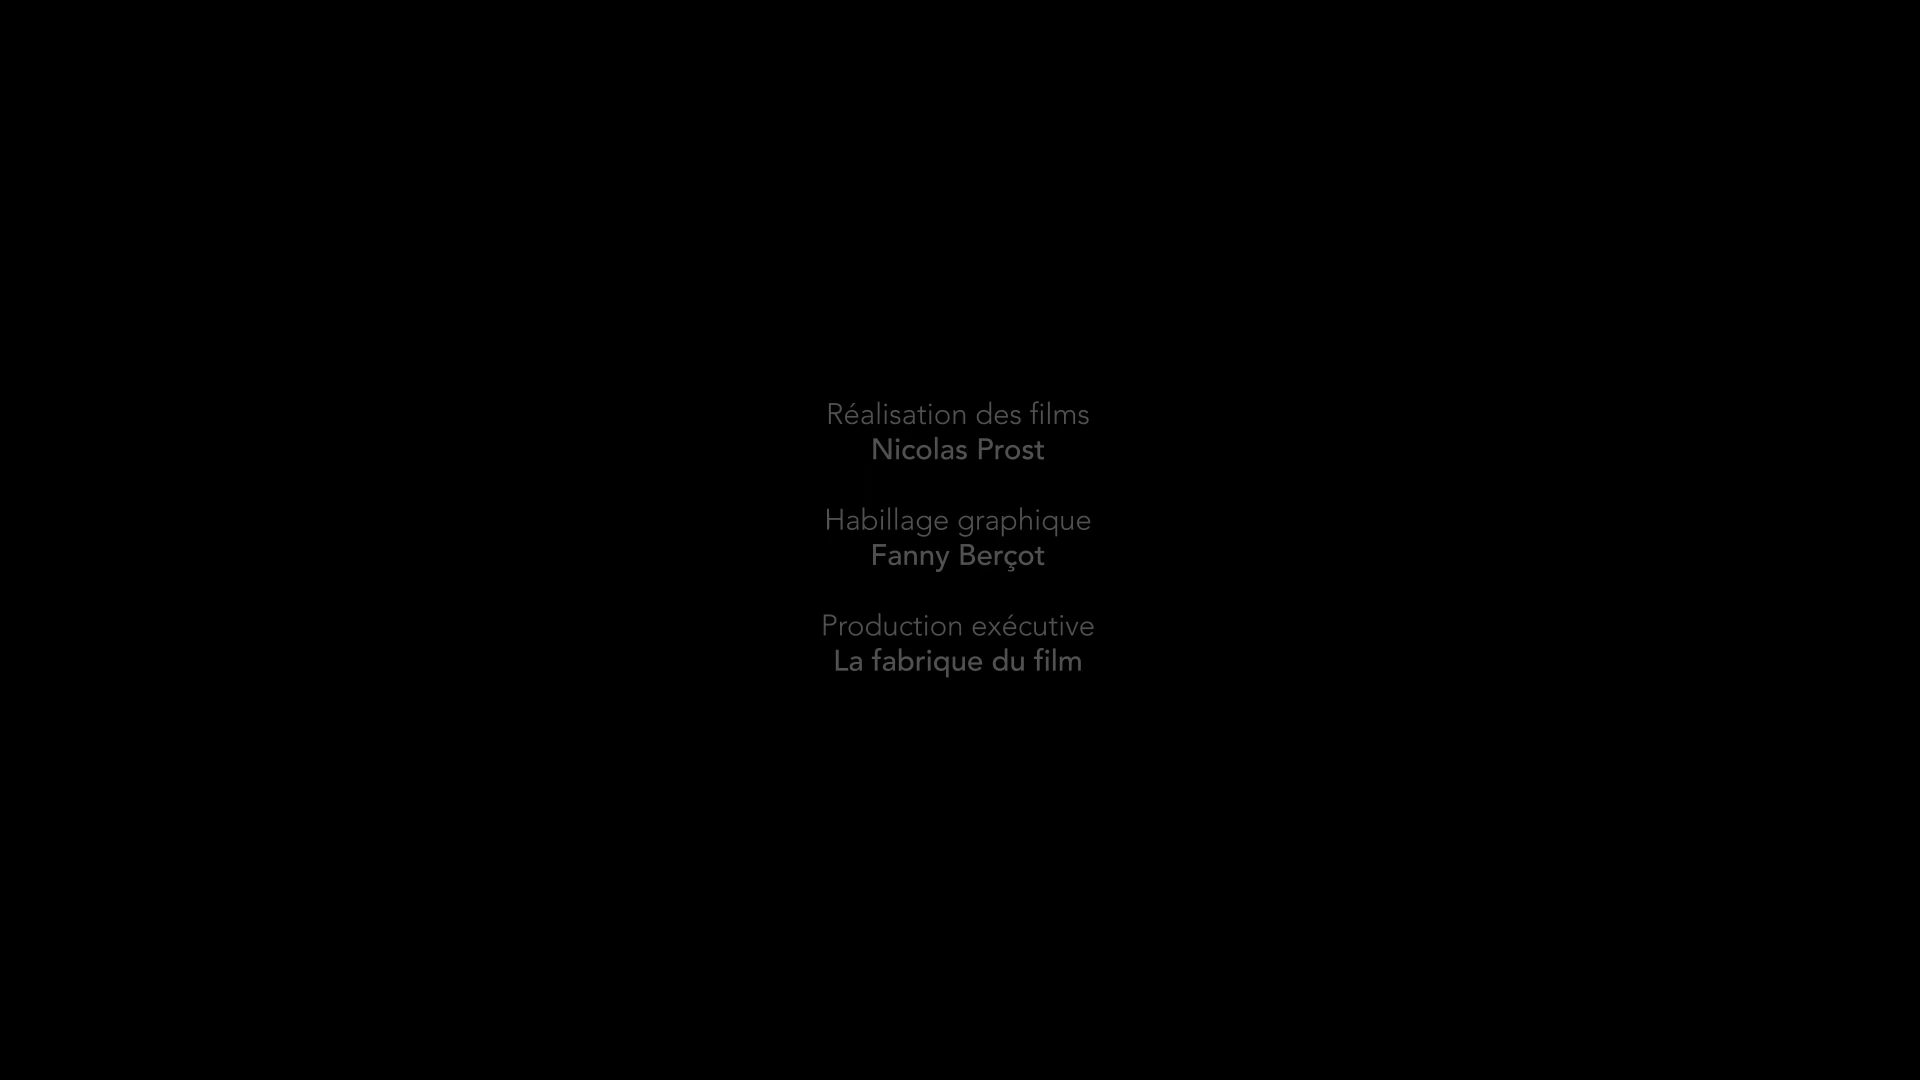 Réalisation des films
Nicolas Prost
Habillage graphique
Fanny Berçot
Production exécutive
La fabrique du film